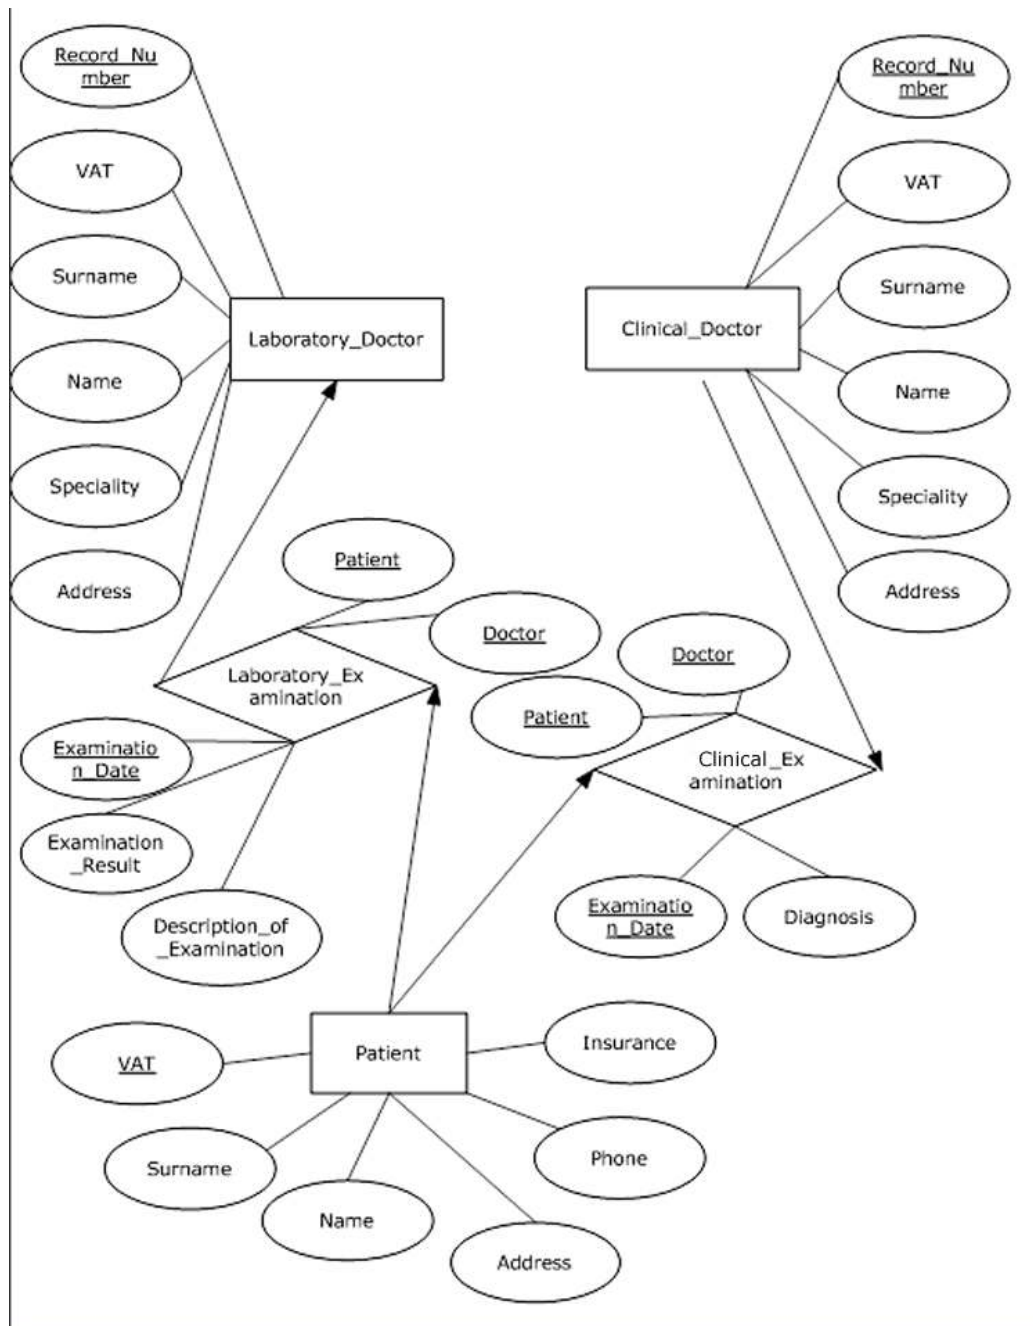 Record_Nu
mber
VAT
Surname
Name
Speciality
Address
Laboratory_Doctor
Record_Nu
mber
VAT
Surname
Name
Speciality
Address
Clinical_Doctor
Patient
Doctor
Laboratory_Ex
amination
Examinatio
n_Date
Examination
_Result
Description_of
_Examination
Doctor
Patient
Clinical_Ex
amination
Examinatio
n_Date
Diagnosis
Patient
VAT
Surname
Name
Address
Phone
Insurance